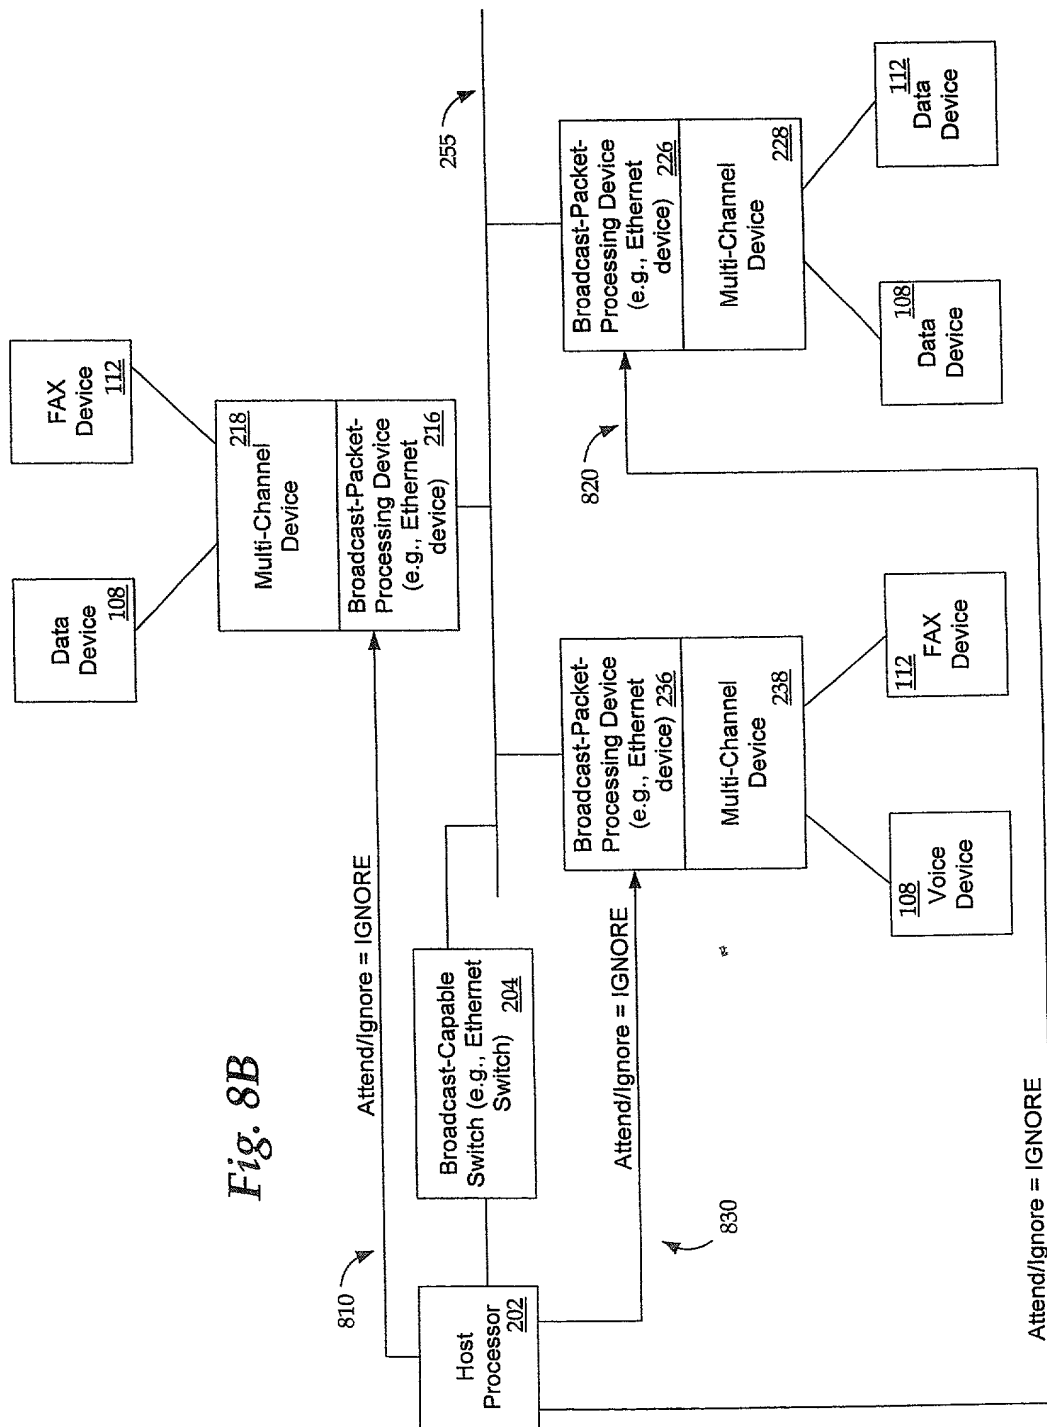 Fig. 8B
Data
Device
108
FAX
Device
112
218
Multi-Channel
Device
Broadcast-Packet-
Processing Device
(e.g., Ethernet 216
device)
255
810
Attend/Ignore = IGNORE
Host
Processor
202
Broadcast-Capable
Switch (e.g., Ethernet
Switch) 204
830
Attend/Ignore = IGNORE
Broadcast-Packet-
Processing Device
(e.g., Ethernet
device) 236
Multi-Channel
Device 238
108
Voice
Device
112
FAX
Device
820
Broadcast-Packet-
Processing Device
(e.g., Ethernet
device) 226
Multi-Channel
Device 228
108
Data
Device
112
Data
Device
Attend/Ignore = IGNORE